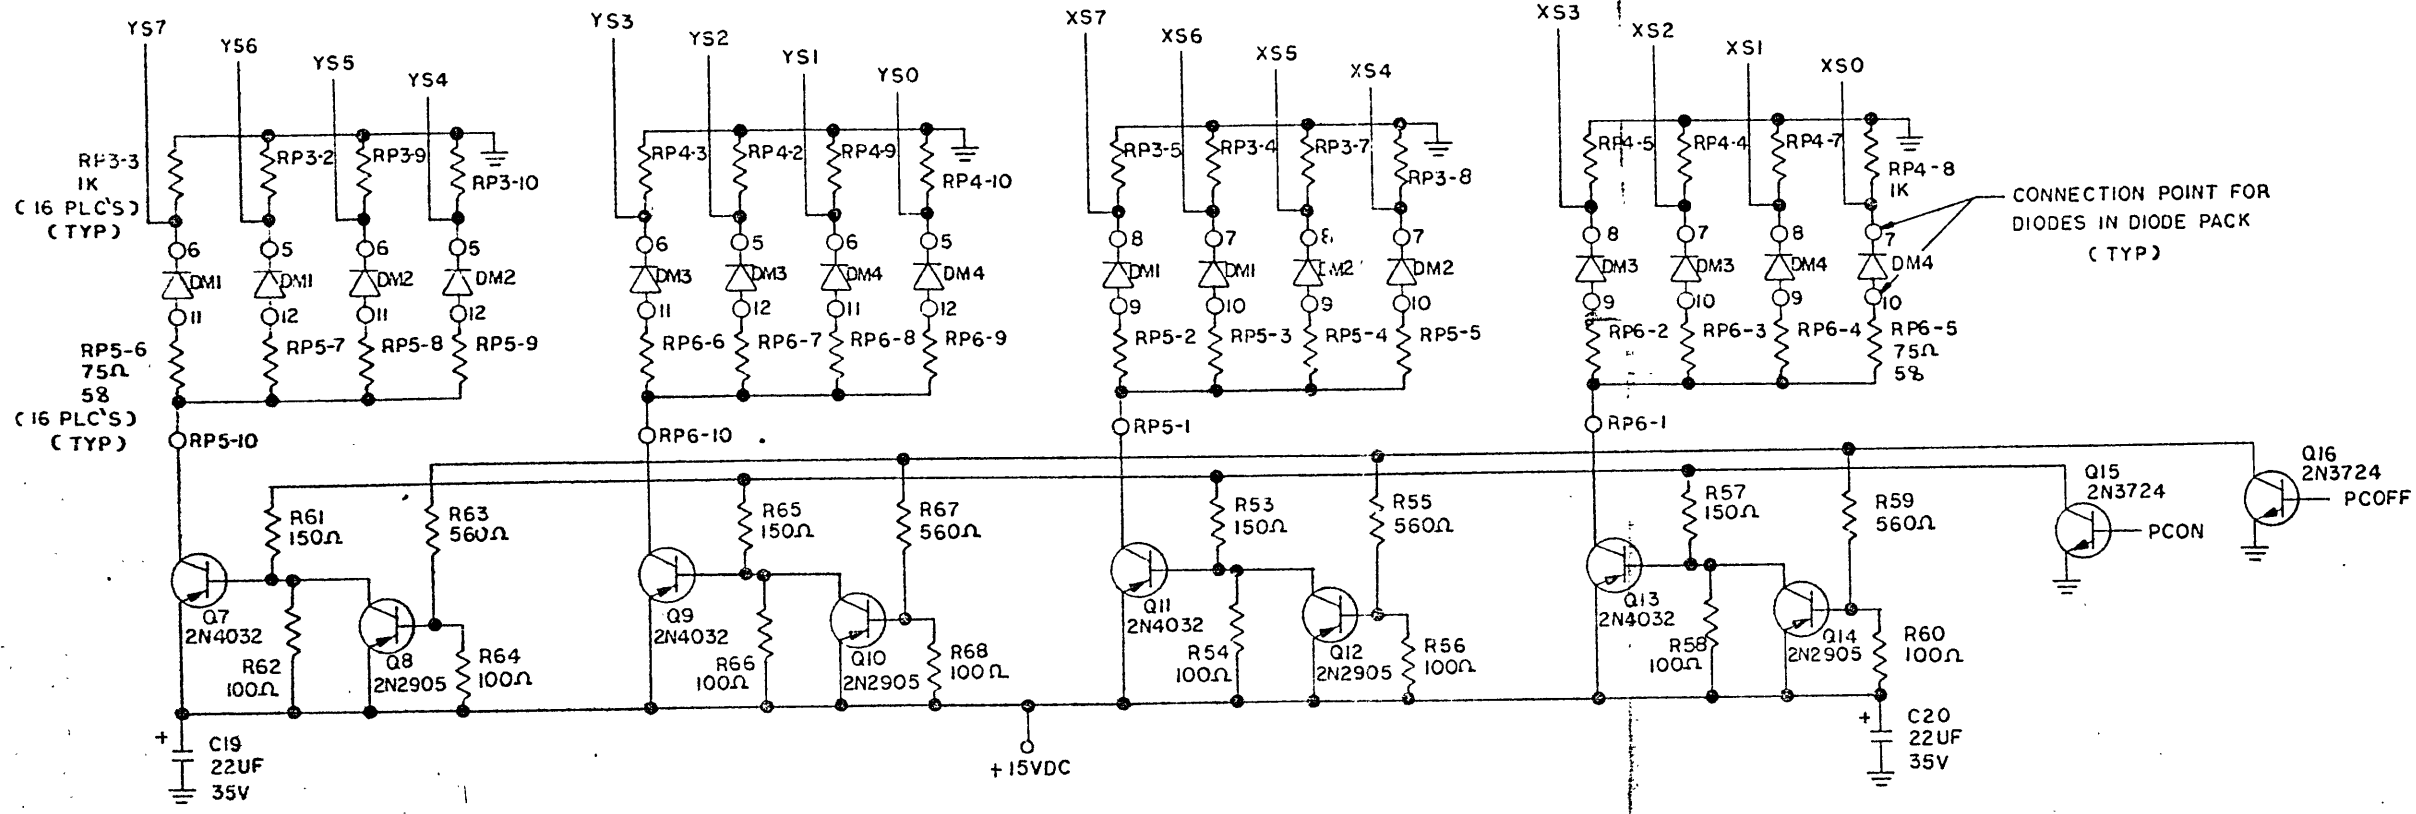 YS7
YS6
YS5
YS4
YS3
YS2
YS1
YS0
XS7
XS6
XS5
XS4
XS3
XS2
XS1
XS0
RP3-3
1K
(16 PLC'S)
(TYP)
RP3-2
RP3-9
RP3-10
RP4-3
RP4-2
RP4-9
RP4-10
RP3-5
RP3-4
RP3-7
RP3-8
RP4-5
RP4-4
RP4-7
RP4-8
1K
CONNECTION POINT FOR
DIODES IN DIODE PACK
(TYP)
6
5
6
5
6
5
6
5
8
7
8
7
8
7
8
7
DM1
DM1
DM2
DM2
DM3
DM3
DM4
DM4
DM1
DM1
DM2
DM2
DM3
DM3
DM4
DM4
11
12
11
12
11
12
11
12
9
10
9
10
9
10
9
10
RP5-6
75Ω
5%
(16 PLC'S)
(TYP)
RP5-7
RP5-8
RP5-9
RP6-6
RP6-7
RP6-8
RP6-9
RP5-2
RP5-3
RP5-4
RP5-5
RP6-2
RP6-3
RP6-4
RP6-5
75Ω
5%
RP5-10
RP6-10
RP5-1
RP6-1
R61
150Ω
R63
560Ω
R65
150Ω
R67
560Ω
R53
150Ω
R55
560Ω
R57
150Ω
R59
560Ω
Q15
2N3724
PCON
Q16
2N3724
PCOFF
Q7
2N4032
R62
100Ω
Q8
2N2905
R64
100Ω
Q9
2N4032
R66
100Ω
Q10
2N2905
R68
100Ω
Q11
2N4032
R54
100Ω
Q12
2N2905
R56
100Ω
Q13
2N4032
R58
100Ω
Q14
2N2905
R60
100Ω
+
C19
22UF
35V
+15VDC
+
C20
22UF
35V